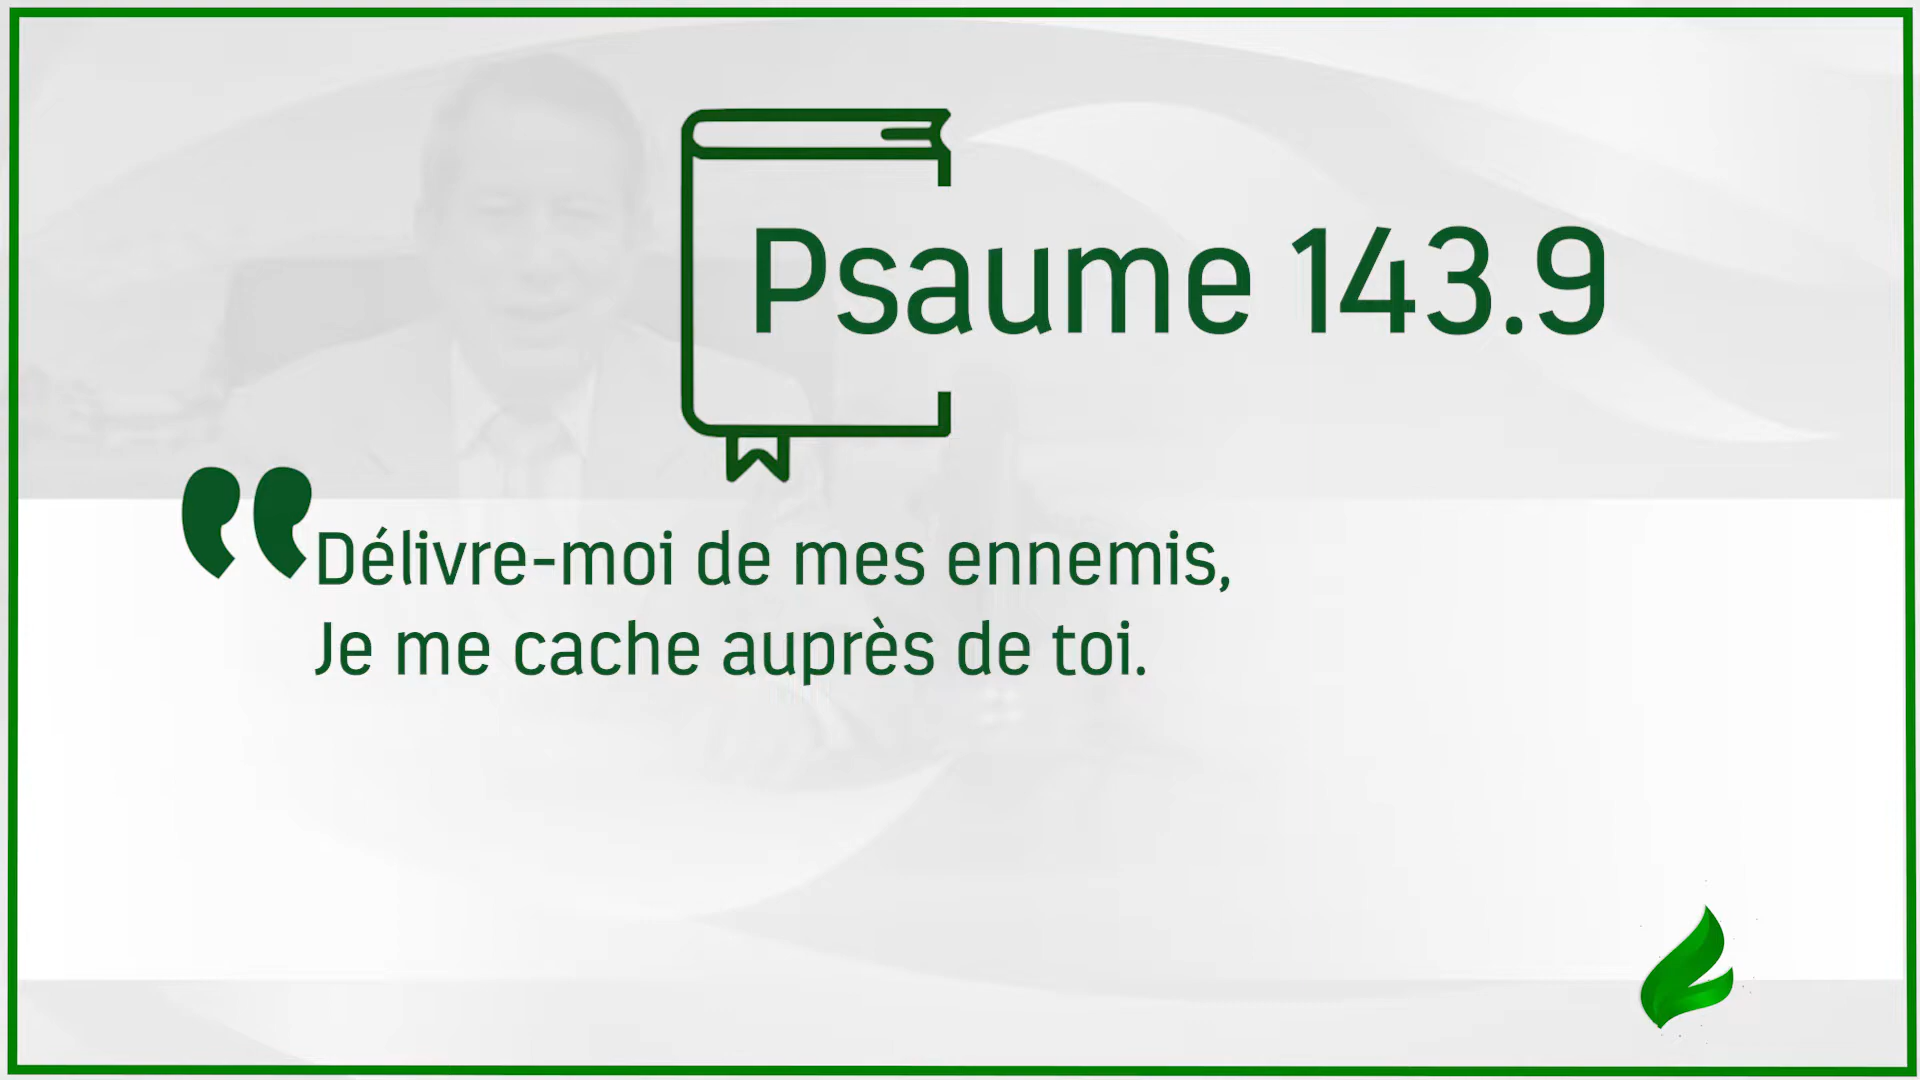 Psaume 143.9
“Délivre-moi de mes ennemis,
Je me cache auprès de toi.